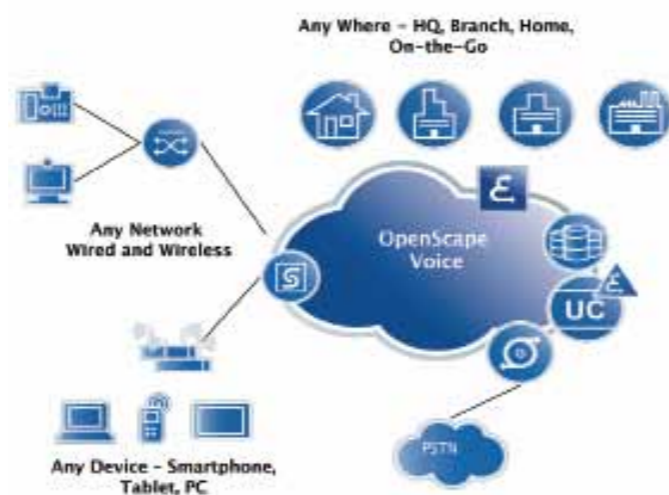 Any Where - HQ, Branch, Home,
On-the-Go
Any Network
Wired and Wireless
OpenScape
Voice
UC
PSTN
Any Device - Smartphone,
Tablet, PC